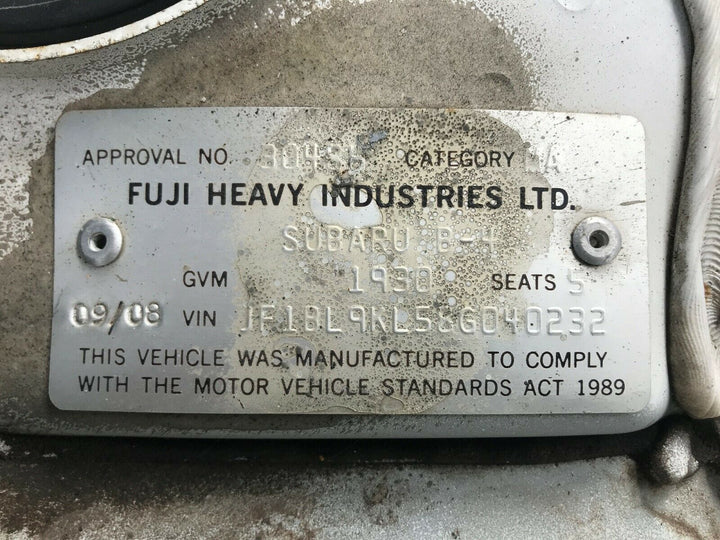 APPROVAL NO. 30456 CATEGORY MA
FUJI HEAVY INDUSTRIES LTD.
SUBARU B-4
GVM 1930 SEATS 5
09/08 VIN JF1BL9KL58G040232
THIS VEHICLE WAS MANUFACTURED TO COMPLY
WITH THE MOTOR VEHICLE STANDARDS ACT 1989